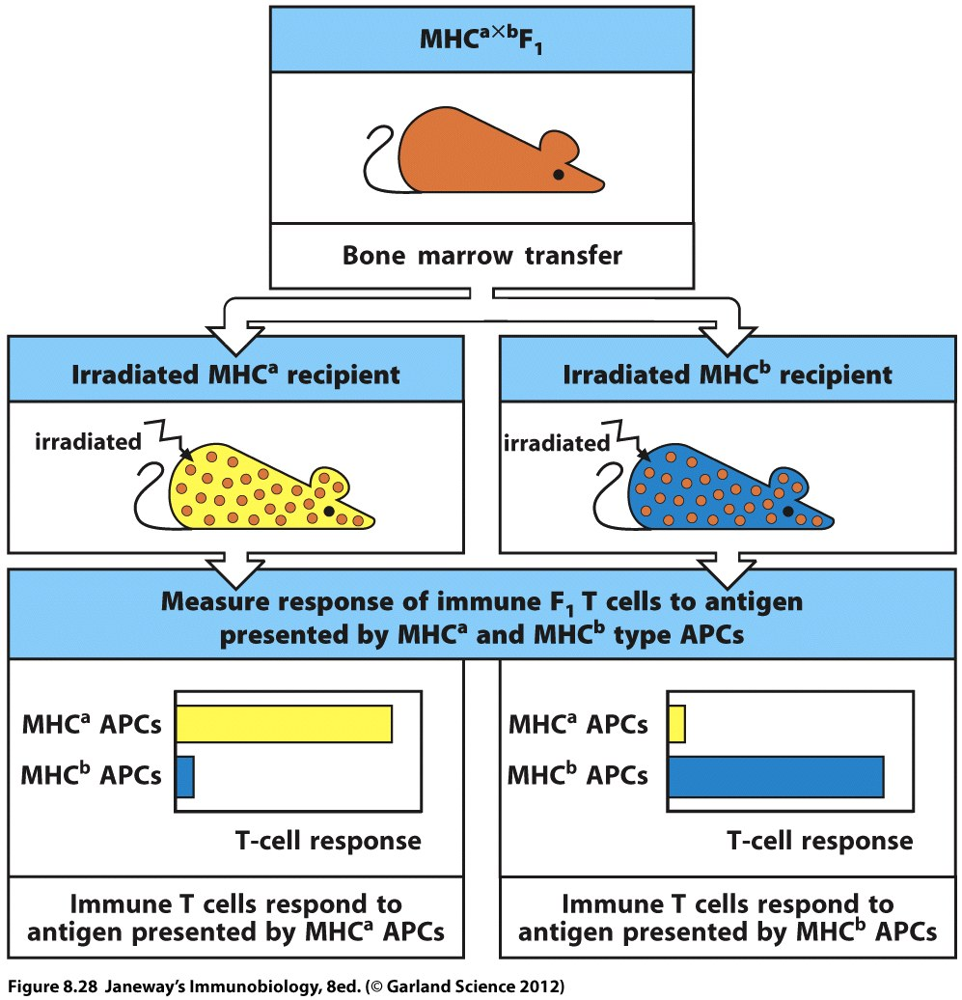 MHCᵃˣᵇF₁
Bone marrow transfer
Irradiated MHCᵃ recipient
irradiated
Irradiated MHCᵇ recipient
irradiated
Measure response of immune F₁ T cells to antigen
presented by MHCᵃ and MHCᵇ type APCs
MHCᵃ APCs
MHCᵇ APCs
T-cell response
Immune T cells respond to
antigen presented by MHCᵃ APCs
MHCᵃ APCs
MHCᵇ APCs
T-cell response
Immune T cells respond to
antigen presented by MHCᵇ APCs
Figure 8.28 Janeway’s Immunobiology, 8ed. (© Garland Science 2012)